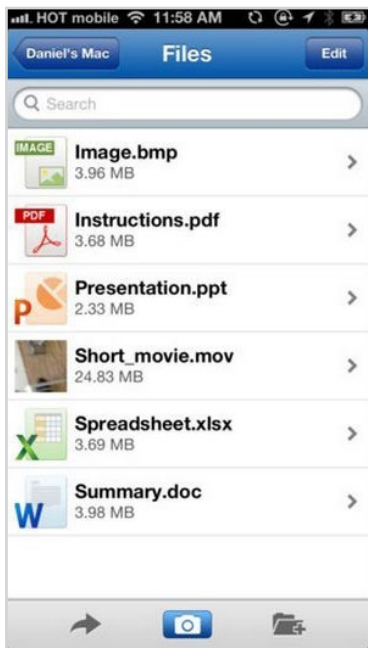 HOT mobile 11:58 AM
Daniel's Mac Files Edit
Search
IMAGE
Image.bmp
3.96 MB
PDF
Instructions.pdf
3.68 MB
P
Presentation.ppt
2.33 MB
Short_movie.mov
24.83 MB
X
Spreadsheet.xlsx
3.69 MB
W
Summary.doc
3.98 MB